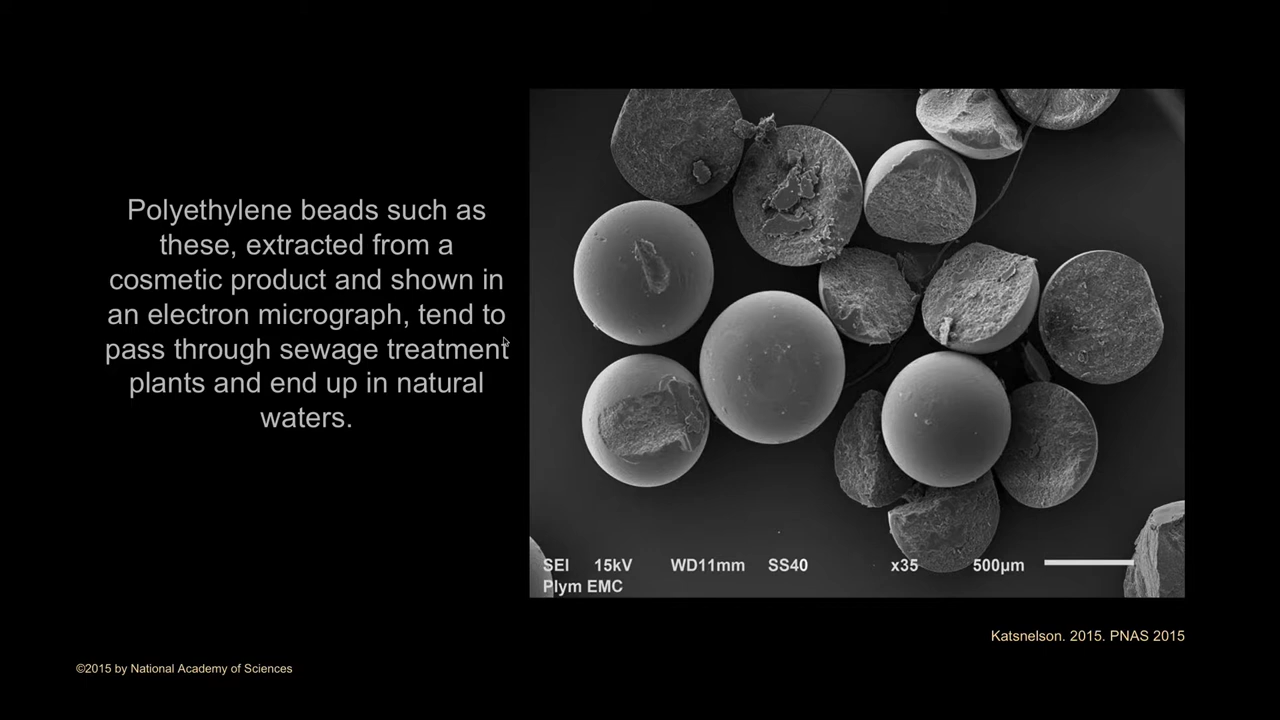 Polyethylene beads such as
these, extracted from a
cosmetic product and shown in
an electron micrograph, tend to
pass through sewage treatment
plants and end up in natural
waters.
SEI 15kV WD11mm SS40 x35 500µm
Plym EMC
Katsnelson. 2015. PNAS 2015
©2015 by National Academy of Sciences